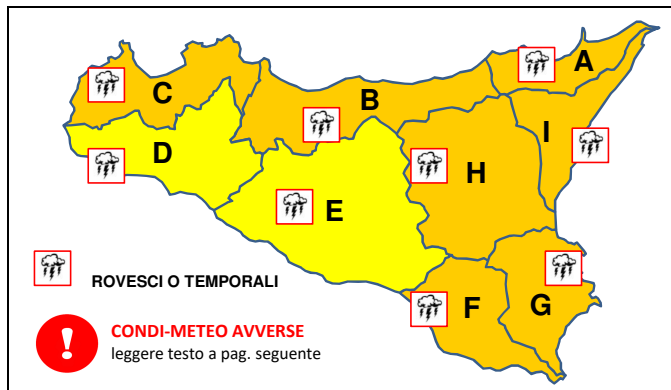 A
C
B
I
D
H
E
F
G
ROVESCI O TEMPORALI
!
CONDI-METEO AVVERSE
leggere testo a pag. seguente